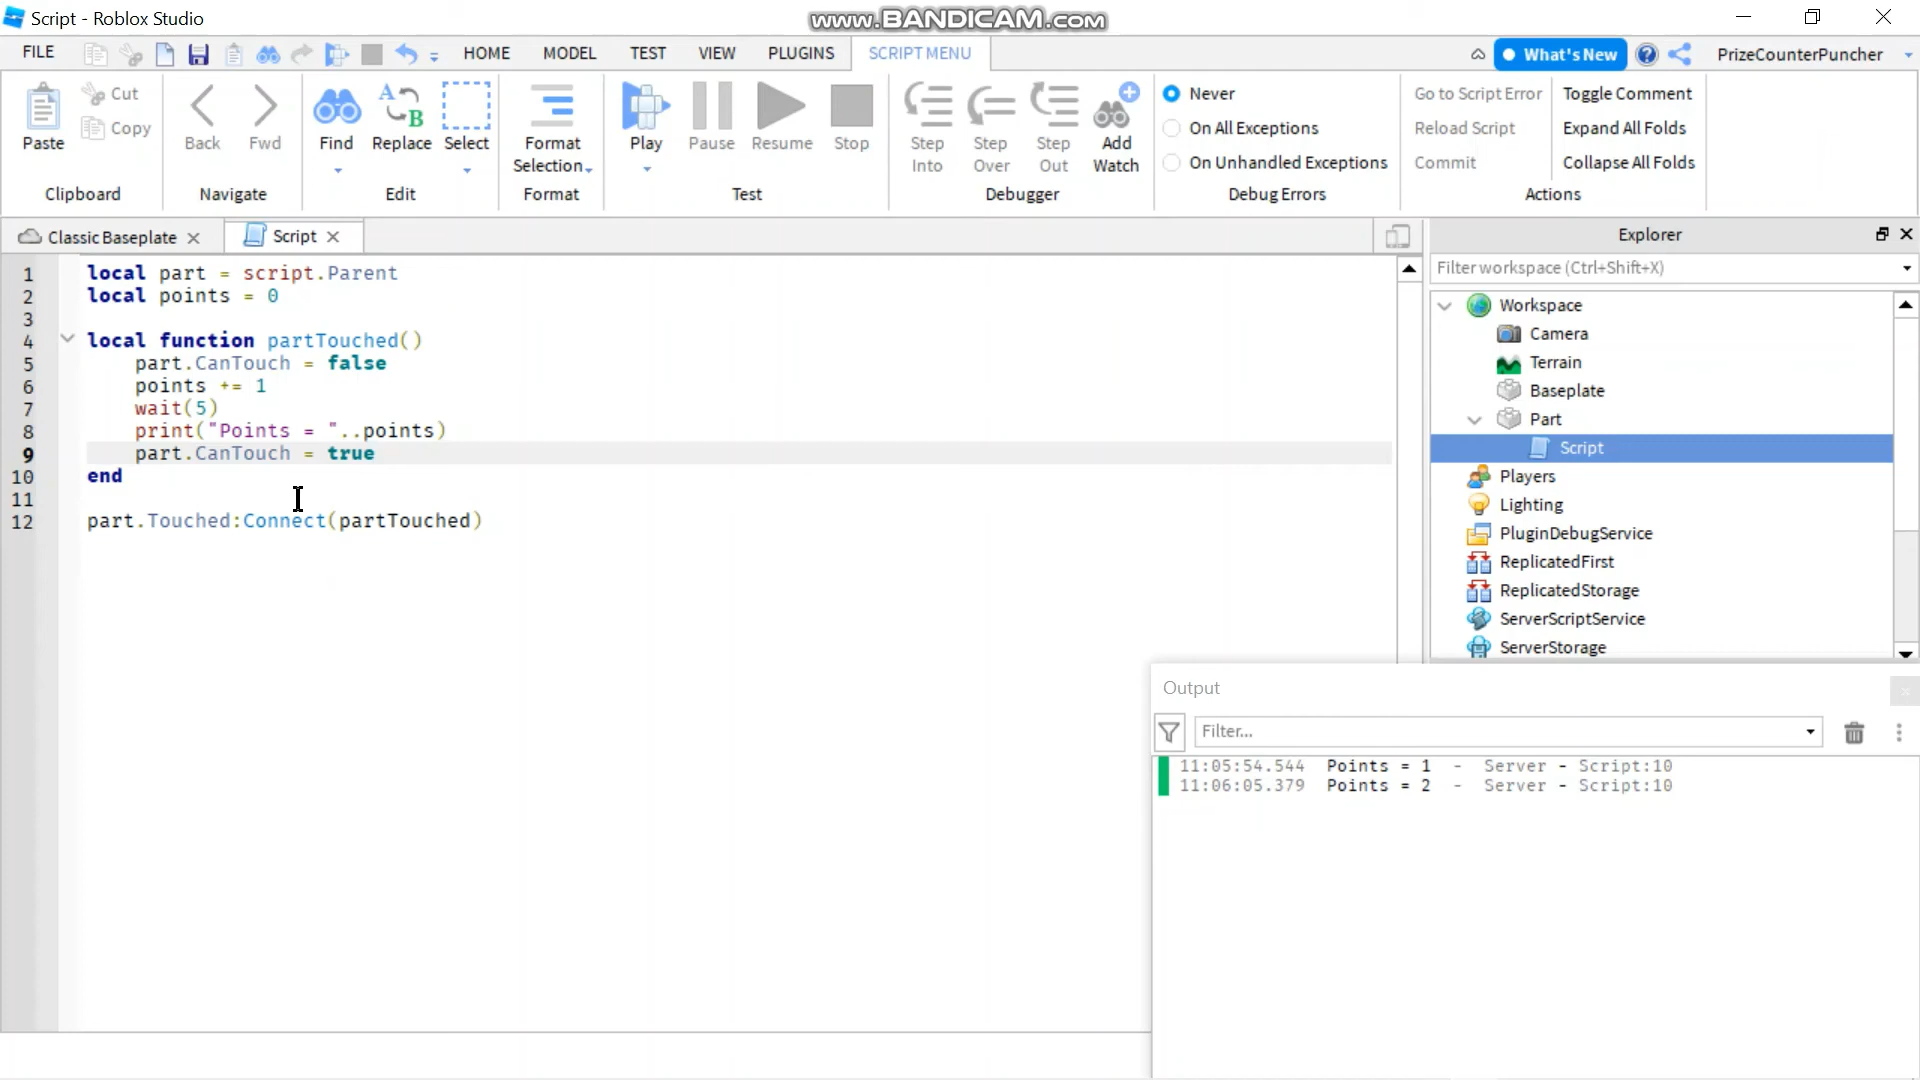 Script - Roblox Studio
www.BANDICAM.com
FILE HOME MODEL TEST VIEW PLUGINS SCRIPT MENU What's New PrizeCounterPuncher
Paste Cut Copy
Clipboard
Back Fwd
Navigate
Find Replace Select
Edit
Format Selection
Format
Play Pause Resume Stop
Test
Step Into Step Over Step Out Add Watch
Debugger
Never
On All Exceptions
On Unhandled Exceptions
Debug Errors
Go to Script Error Toggle Comment
Reload Script Expand All Folds
Commit Collapse All Folds
Actions
Classic Baseplate Script
1 local part = script.Parent
2 local points = 0
3
4 local function partTouched()
5 part.CanTouch = false
6 points += 1
7 wait(5)
8 print("Points = "..points)
9 part.CanTouch = true
10 end
11
12 part.Touched:Connect(partTouched)
Explorer
Filter workspace (Ctrl+Shift+X)
Workspace
Camera
Terrain
Baseplate
Part
Script
Players
Lighting
PluginDebugService
ReplicatedFirst
ReplicatedStorage
ServerScriptService
ServerStorage
Output
Filter...
11:05:54.544 Points = 1 - Server - Script:10
11:06:05.379 Points = 2 - Server - Script:10